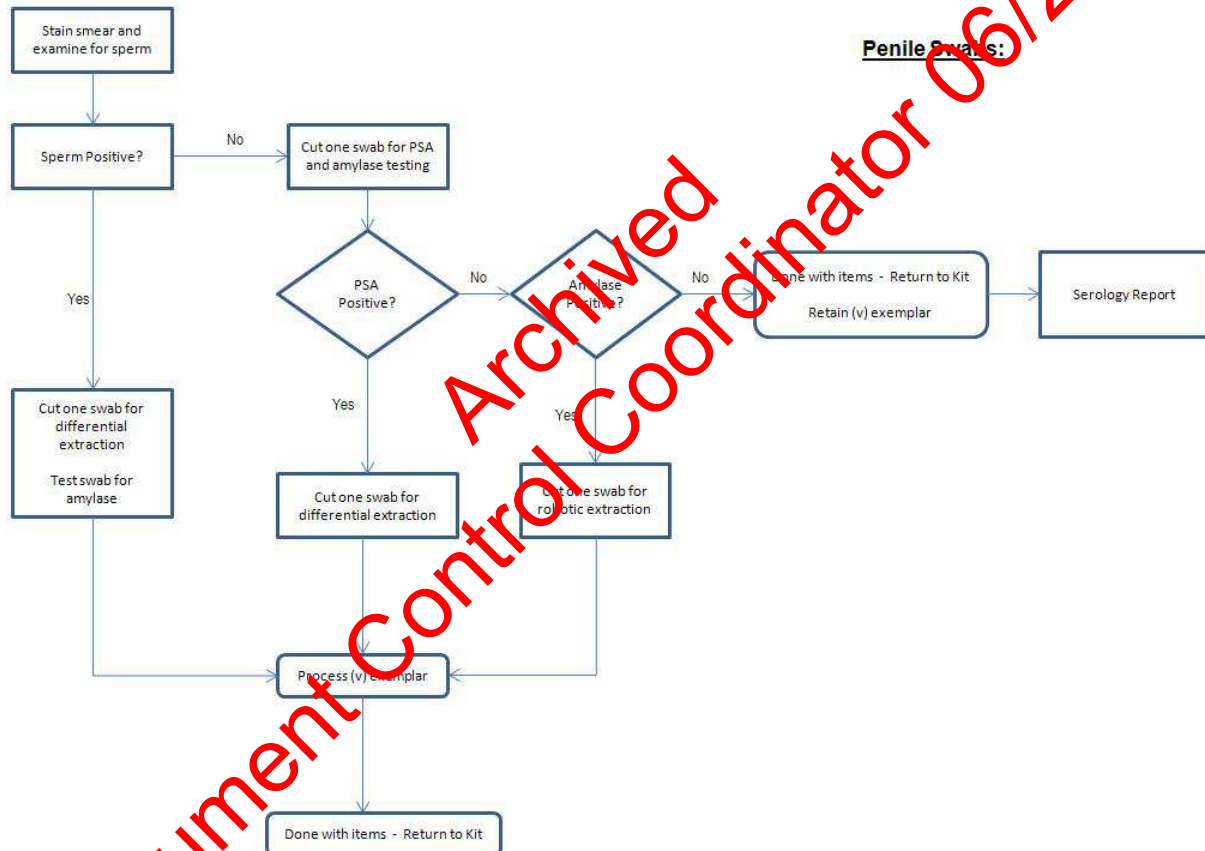 Stain smear and
examine for sperm
Penile Swabs:
Sperm Positive?
No
Cut one swab for PSA
and amylase testing
Yes
PSA
Positive?
No
Amylase
Positive?
No
Done with items - Return to Kit
Retain (v) exemplar
Serology Report
Cut one swab for
differential
extraction
Test swab for
amylase
Yes
Cut one swab for
differential extraction
Yes
Cut one swab for
robotic extraction
Process (v) exemplar
Done with items - Return to Kit
Archived
Control Coordinator 06/